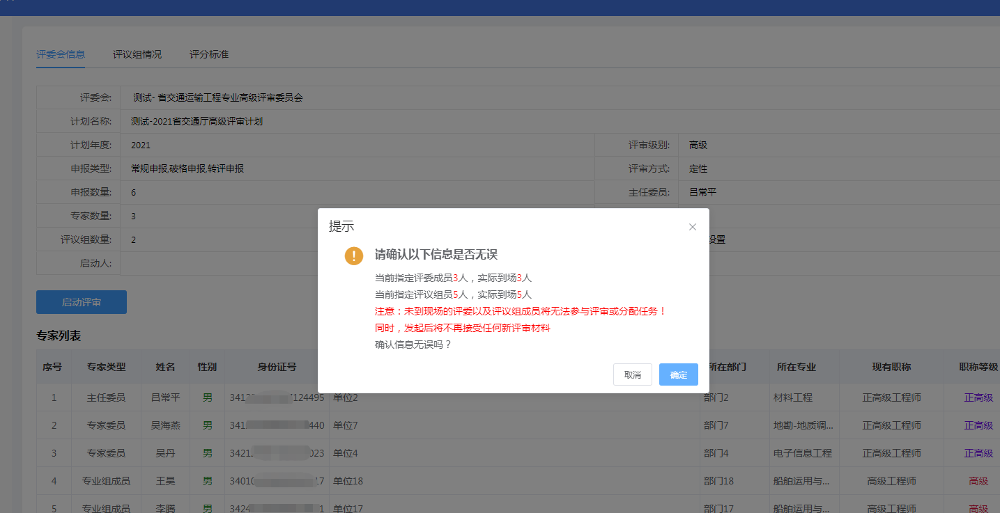 评委会信息 评议组情况 评分标准
评委会: 测试- 省交通运输工程专业高级评审委员会
计划名称: 测试-2021省交通厅高级评审计划
计划年度: 2021 评审级别: 高级
申报类型: 常规申报,破格申报,转评申报 评审方式: 定性
申报数量: 6 主任委员: 吕常平
专家数量: 3
评议组数量: 2 设置
启动人:
提示
请确认以下信息是否无误
当前指定评委成员3人，实际到场3人
当前指定评议组员5人，实际到场5人
注意：未到现场的评委以及评议组成员将无法参与评审或分配任务！
同时，发起后将不再接受任何新评审材料
确认信息无误吗？
取消 确定
启动评审
专家列表
序号 专家类型 姓名 性别 身份证号 所在部门 所在专业 现有职称 职称等级
1 主任委员 吕常平 男 341 124495 单位2 部门2 材料工程 正高级工程师 正高级
2 专家委员 吴海燕 男 341 440 单位7 部门7 地勘-地质调... 正高级工程师 正高级
3 专家委员 吴丹 男 3421 023 单位4 部门4 电子信息工程 正高级工程师 正高级
4 专业组成员 王昊 男 3401 17 单位18 部门18 船舶运用与... 高级工程师 高级
5 专业组成员 李腾 男 3424 1 单位17 部门17 船舶运用与... 高级工程师 高级